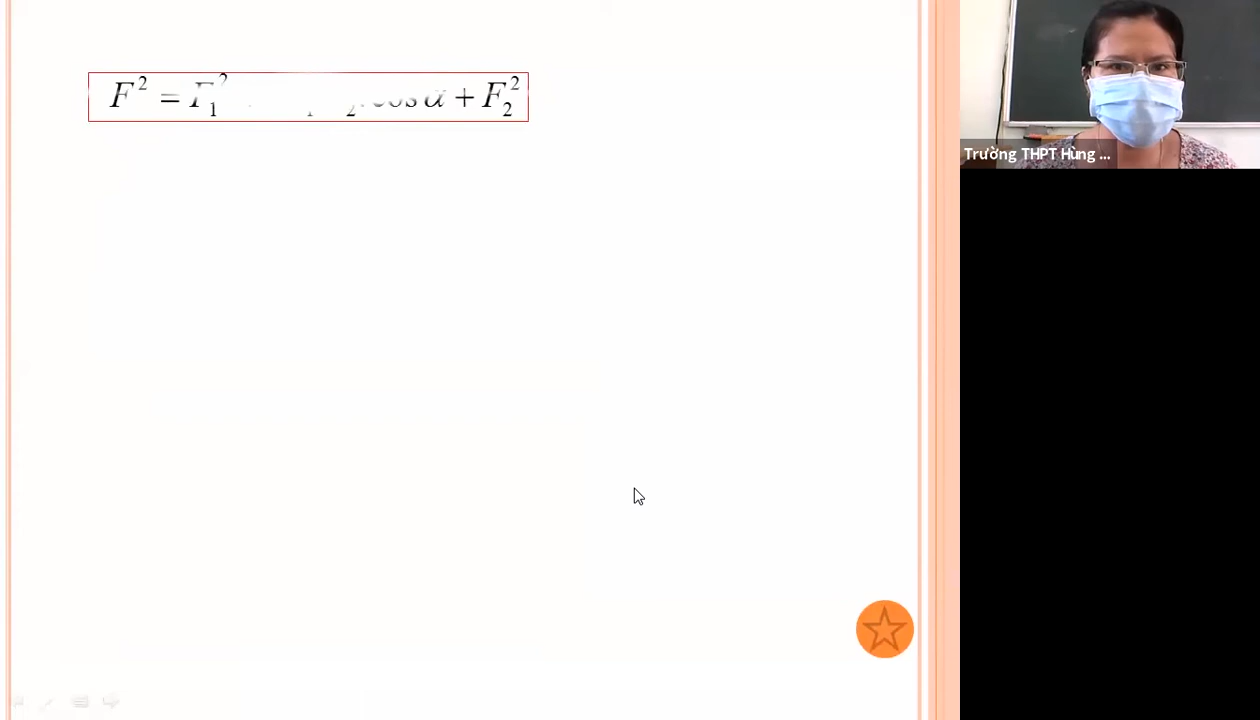 F² = F₁² cos α + F₂²
Trường THPT Hùng ...